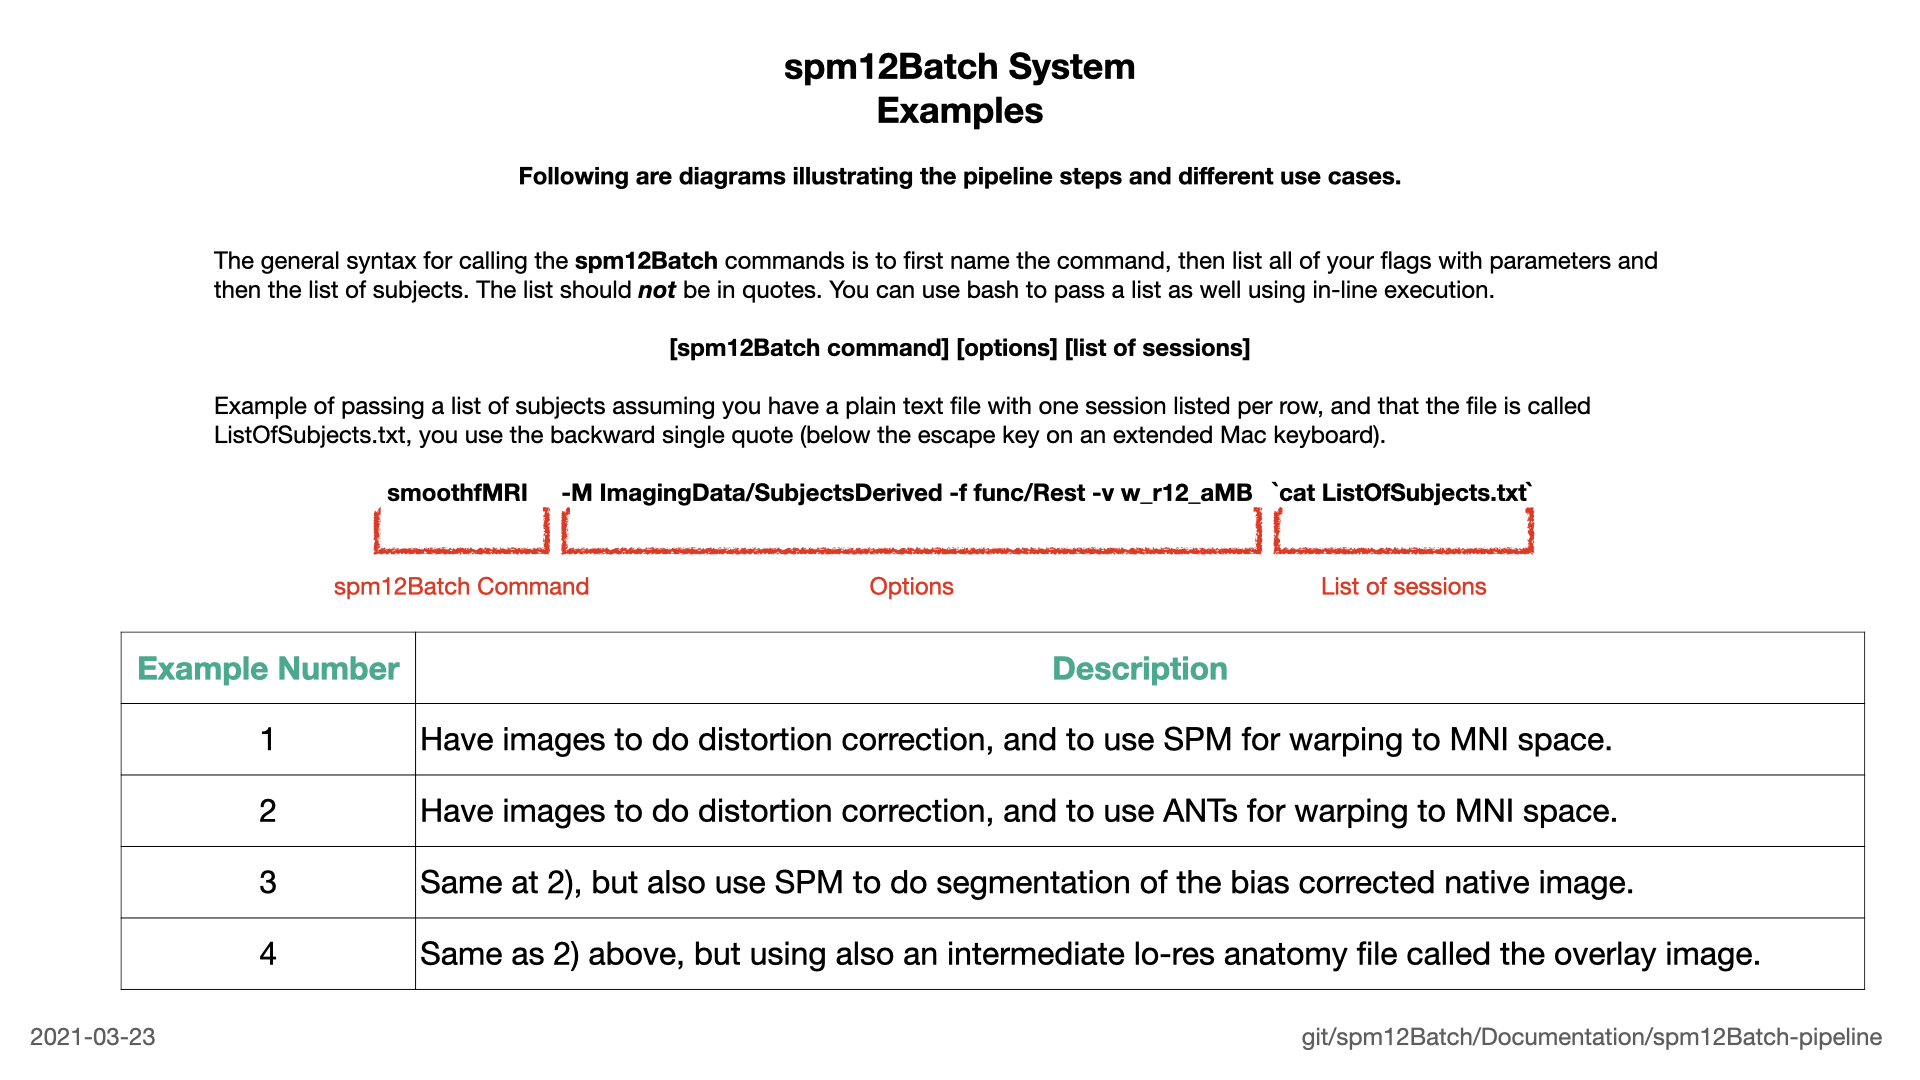 spm12Batch System
Examples
Following are diagrams illustrating the pipeline steps and different use cases.
The general syntax for calling the spm12Batch commands is to first name the command, then list all of your flags with parameters and
then the list of subjects. The list should not be in quotes. You can use bash to pass a list as well using in-line execution.
[spm12Batch command] [options] [list of sessions]
Example of passing a list of subjects assuming you have a plain text file with one session listed per row, and that the file is called
ListOfSubjects.txt, you use the backward single quote (below the escape key on an extended Mac keyboard).
smoothfMRI -M ImagingData/SubjectsDerived -f func/Rest -v w_r12_aMB `cat ListOfSubjects.txt`
spm12Batch Command Options List of sessions
Example Number Description
1 Have images to do distortion correction, and to use SPM for warping to MNI space.
2 Have images to do distortion correction, and to use ANTs for warping to MNI space.
3 Same at 2), but also use SPM to do segmentation of the bias corrected native image.
4 Same as 2) above, but using also an intermediate lo-res anatomy file called the overlay image.
2021-03-23 git/spm12Batch/Documentation/spm12Batch-pipeline